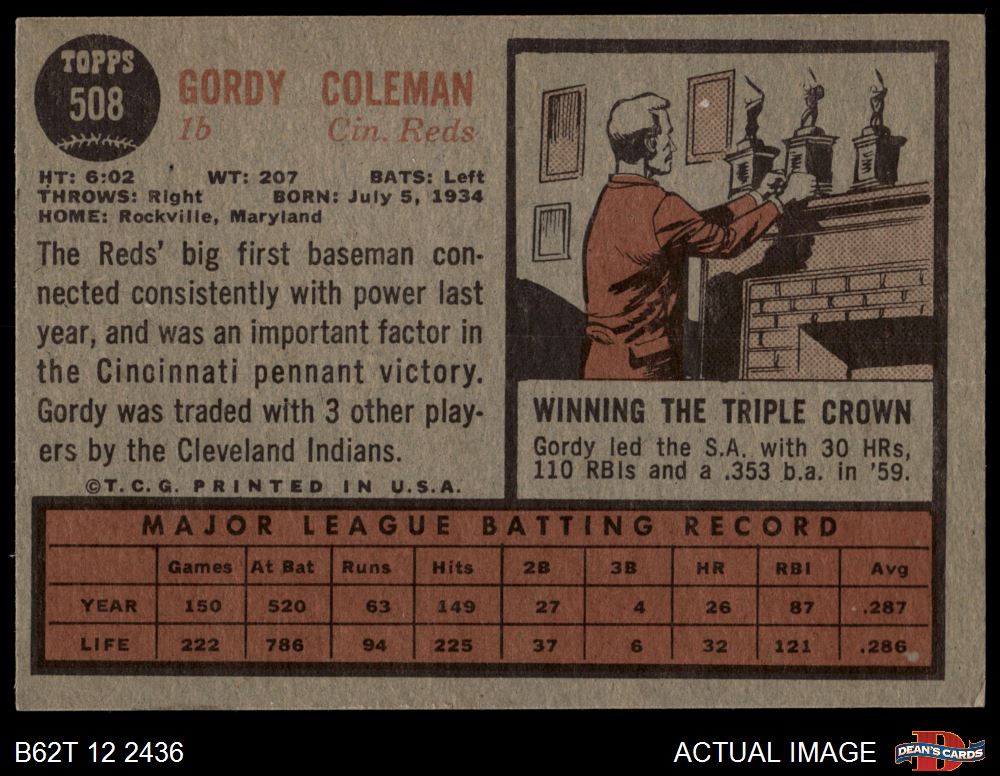 TOPPS
508
GORDY COLEMAN
1b Cin. Reds
HT: 6:02 WT: 207 BATS: Left
THROWS: Right BORN: July 5, 1934
HOME: Rockville, Maryland
The Reds' big first baseman con-
nected consistently with power last
year, and was an important factor in
the Cincinnati pennant victory.
Gordy was traded with 3 other play-
ers by the Cleveland Indians.
©T.C.G. PRINTED IN U.S.A.
WINNING THE TRIPLE CROWN
Gordy led the S.A. with 30 HRs,
110 RBIs and a .353 b.a. in '59.
MAJOR LEAGUE BATTING RECORD
Games At Bat Runs Hits 2B 3B HR RBI Avg
YEAR 150 520 63 149 27 4 26 87 .287
LIFE 222 786 94 225 37 6 32 121 .286
B62T 12 2436
ACTUAL IMAGE
D
DEAN'S CARDS